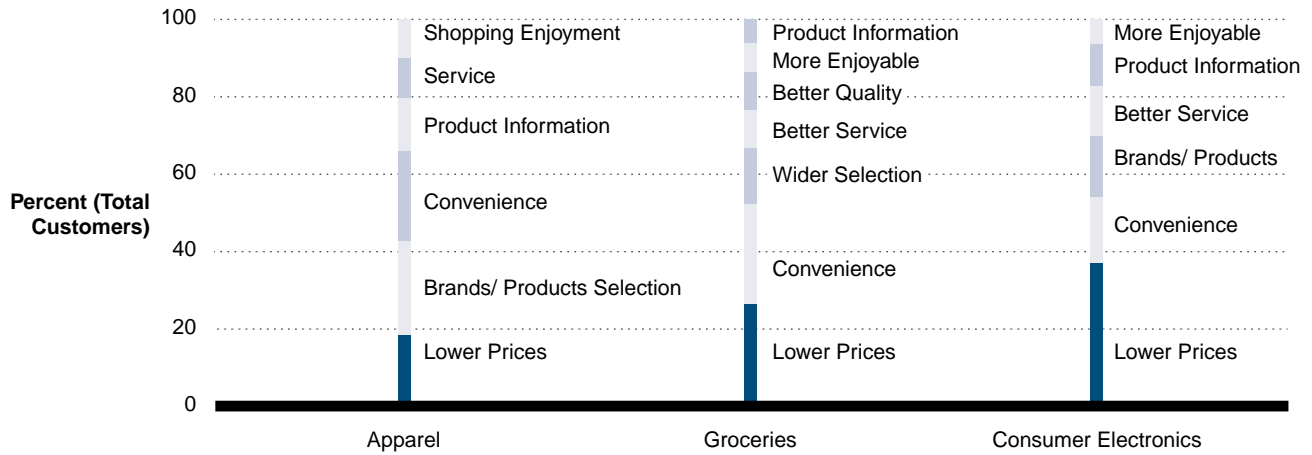 100
80
60
40
20
0
Percent (Total
Customers)
Shopping Enjoyment
Service
Product Information
Convenience
Brands/ Products Selection
Lower Prices
Product Information
More Enjoyable
Better Quality
Better Service
Wider Selection
Convenience
Lower Prices
More Enjoyable
Product Information
Better Service
Brands/ Products
Convenience
Lower Prices
Apparel
Groceries
Consumer Electronics